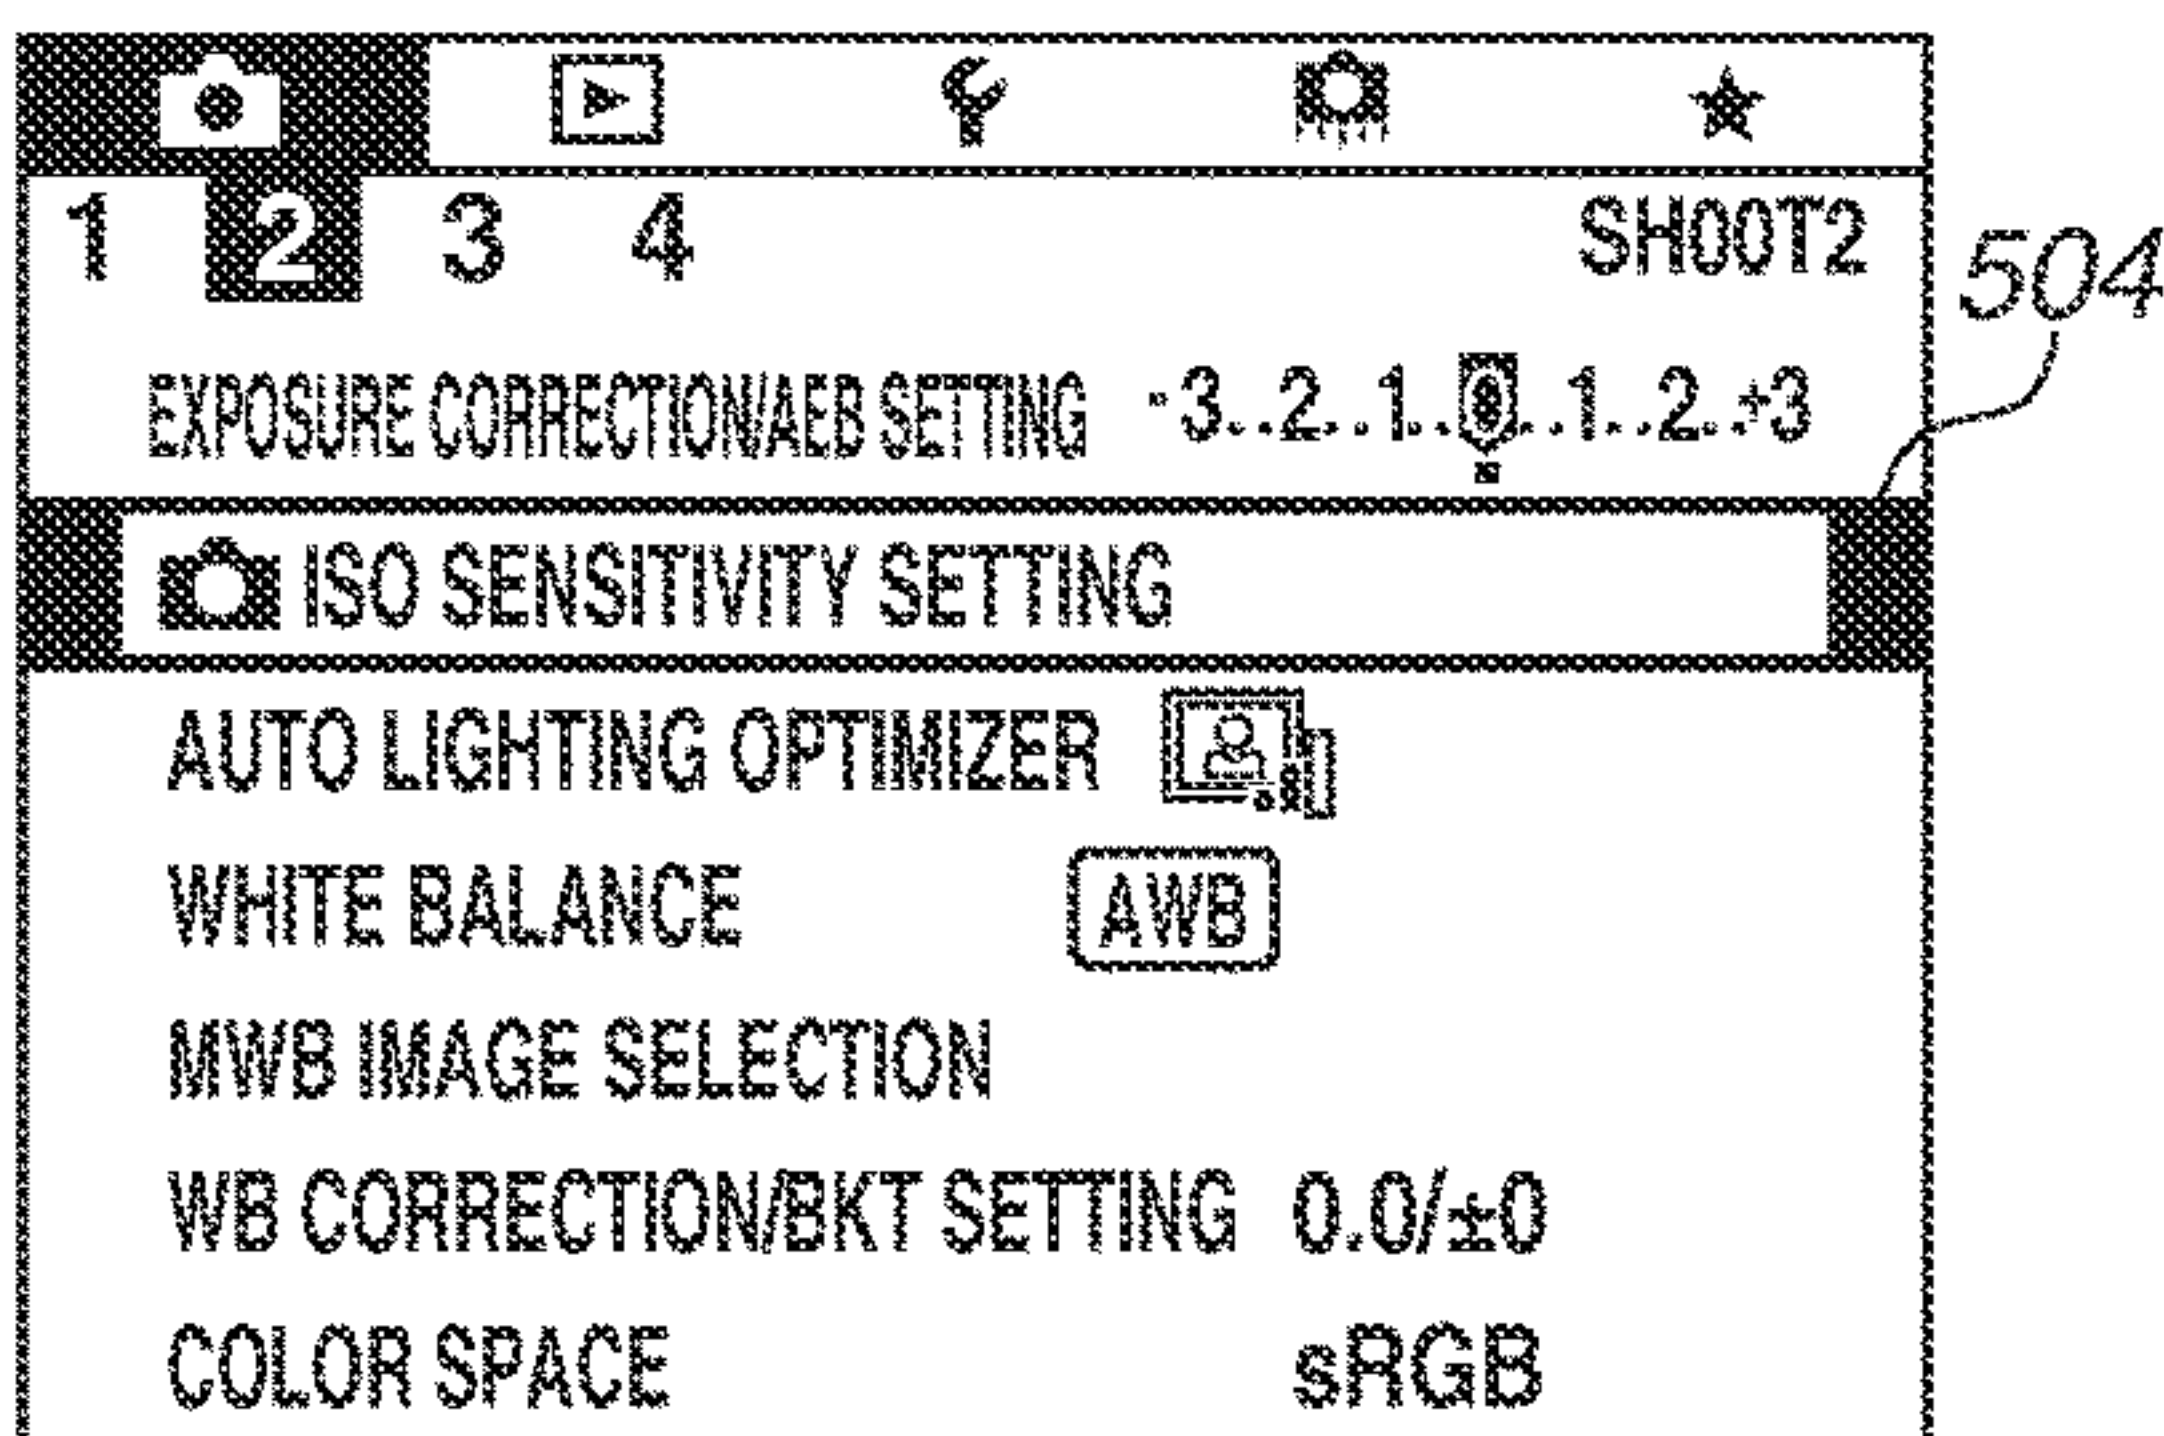 1 2 3 4 SH00T2
504
EXPOSURE CORRECTION/AEB SETTING -3..2..1..0..1..2..+3
ISO SENSITIVITY SETTING
AUTO LIGHTING OPTIMIZER
WHITE BALANCE AWB
MWB IMAGE SELECTION
WB CORRECTION/BKT SETTING 0.0/±0
COLOR SPACE sRGB